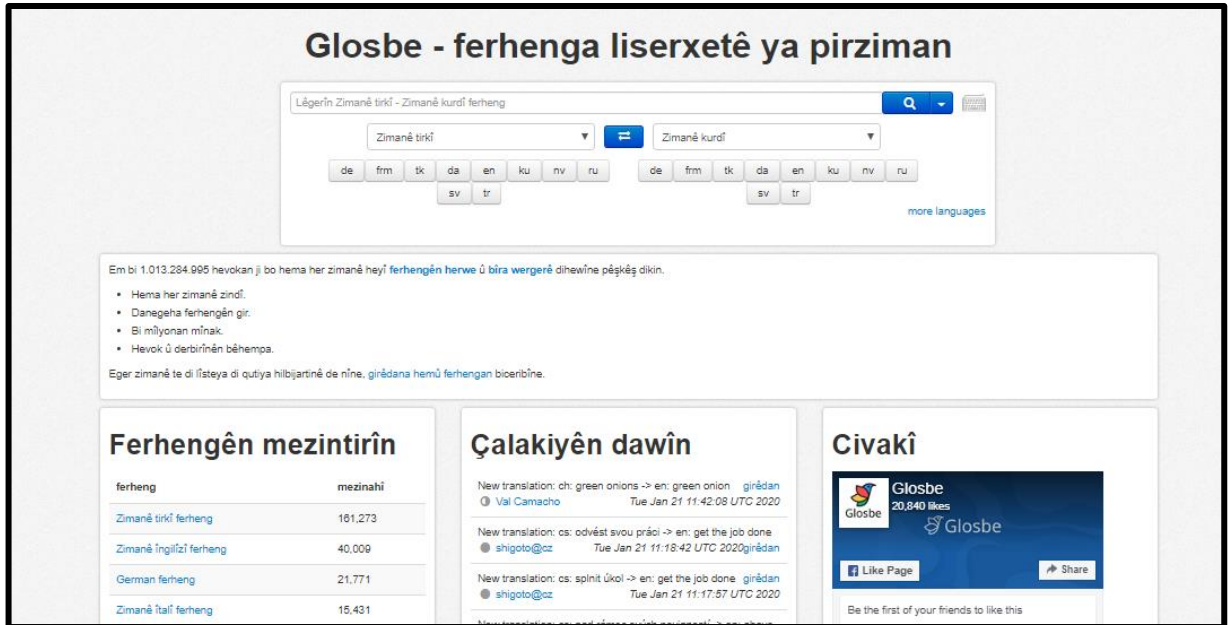 Glosbe - ferhenga liserxetê ya pirziman
Lêgerîn Zimanê tirkî - Zimanê kurdî ferheng
Zimanê tirkî
Zimanê kurdî
de frm tk da en ku nv ru
sv tr
de frm tk da en ku nv ru
sv tr
more languages
Em bi 1.013.284.995 hevokan ji bo hema her zimanê heyî ferhengên herwe û bîra wergerê dihewîne pêşkêş dikin.
Hema her zimanê zindî.
Danegeha ferhengên gir.
Bi mîlyonan mînak.
Hevok û derbirînên bêhempa.
Eger zimanê te di lîsteya di qutiya hilbijartinê de nîne, girêdana hemû ferhengan biceribîne.
Ferhengên mezintirîn
ferheng mezinahî
Zimanê tirkî ferheng 161,273
Zimanê îngilîzî ferheng 40,009
German ferheng 21,771
Zimanê îtalî ferheng 15,431
Çalakiyên dawîn
New translation: ch: green onions -> en: green onion girêdan
Val Camacho Tue Jan 21 11:42:08 UTC 2020
New translation: cs: odvést svou práci -> en: get the job done
shigoto@cz Tue Jan 21 11:18:42 UTC 2020girêdan
New translation: cs: splnit úkol -> en: get the job done girêdan
shigoto@cz Tue Jan 21 11:17:57 UTC 2020
Civakî
Glosbe
20,840 likes
Glosbe
Glosbe
Like Page
Share
Be the first of your friends to like this